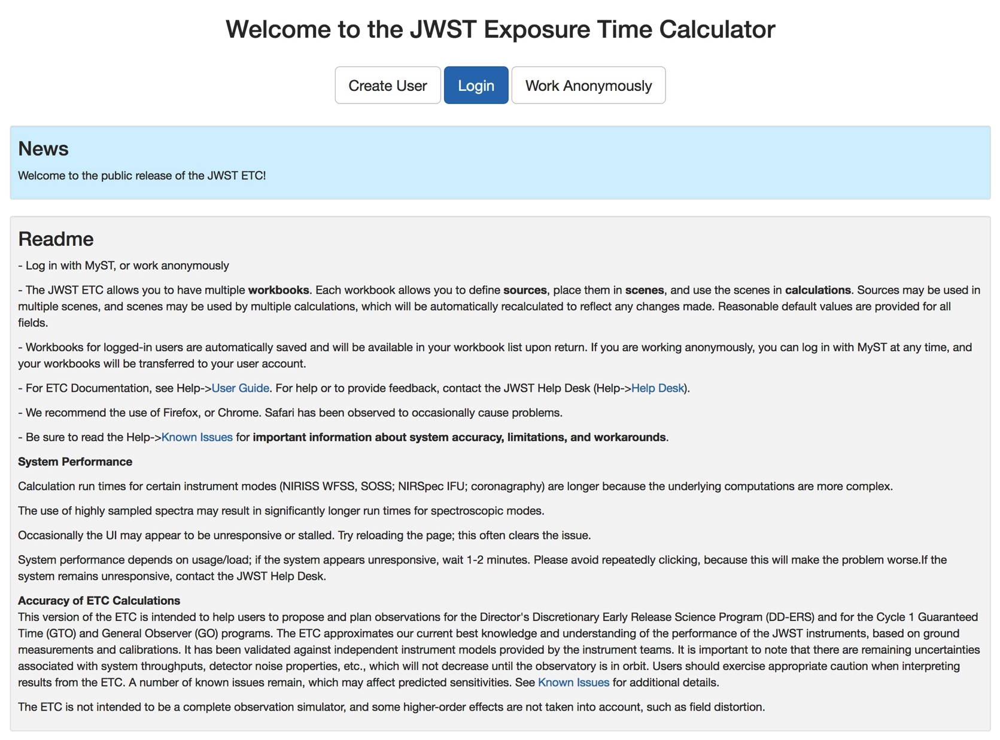 Welcome to the JWST Exposure Time Calculator
Create User
Login
Work Anonymously
News
Welcome to the public release of the JWST ETC!
Readme
- Log in with MyST, or work anonymously
- The JWST ETC allows you to have multiple workbooks. Each workbook allows you to define sources, place them in scenes, and use the scenes in calculations. Sources may be used in
multiple scenes, and scenes may be used by multiple calculations, which will be automatically recalculated to reflect any changes made. Reasonable default values are provided for all
fields.
- Workbooks for logged-in users are automatically saved and will be available in your workbook list upon return. If you are working anonymously, you can log in with MyST at any time, and
your workbooks will be transferred to your user account.
- For ETC Documentation, see Help->User Guide. For help or to provide feedback, contact the JWST Help Desk (Help->Help Desk).
- We recommend the use of Firefox, or Chrome. Safari has been observed to occasionally cause problems.
- Be sure to read the Help->Known Issues for important information about system accuracy, limitations, and workarounds.
System Performance
Calculation run times for certain instrument modes (NIRISS WFSS, SOSS; NIRSpec IFU; coronagraphy) are longer because the underlying computations are more complex.
The use of highly sampled spectra may result in significantly longer run times for spectroscopic modes.
Occasionally the UI may appear to be unresponsive or stalled. Try reloading the page; this often clears the issue.
System performance depends on usage/load; if the system appears unresponsive, wait 1-2 minutes. Please avoid repeatedly clicking, because this will make the problem worse.If the
system remains unresponsive, contact the JWST Help Desk.
Accuracy of ETC Calculations
This version of the ETC is intended to help users to propose and plan observations for the Director's Discretionary Early Release Science Program (DD-ERS) and for the Cycle 1 Guaranteed
Time (GTO) and General Observer (GO) programs. The ETC approximates our current best knowledge and understanding of the performance of the JWST instruments, based on ground
measurements and calibrations. It has been validated against independent instrument models provided by the instrument teams. It is important to note that there are remaining uncertainties
associated with system throughputs, detector noise properties, etc., which will not decrease until the observatory is in orbit. Users should exercise appropriate caution when interpreting
results from the ETC. A number of known issues remain, which may affect predicted sensitivities. See Known Issues for additional details.
The ETC is not intended to be a complete observation simulator, and some higher-order effects are not taken into account, such as field distortion.